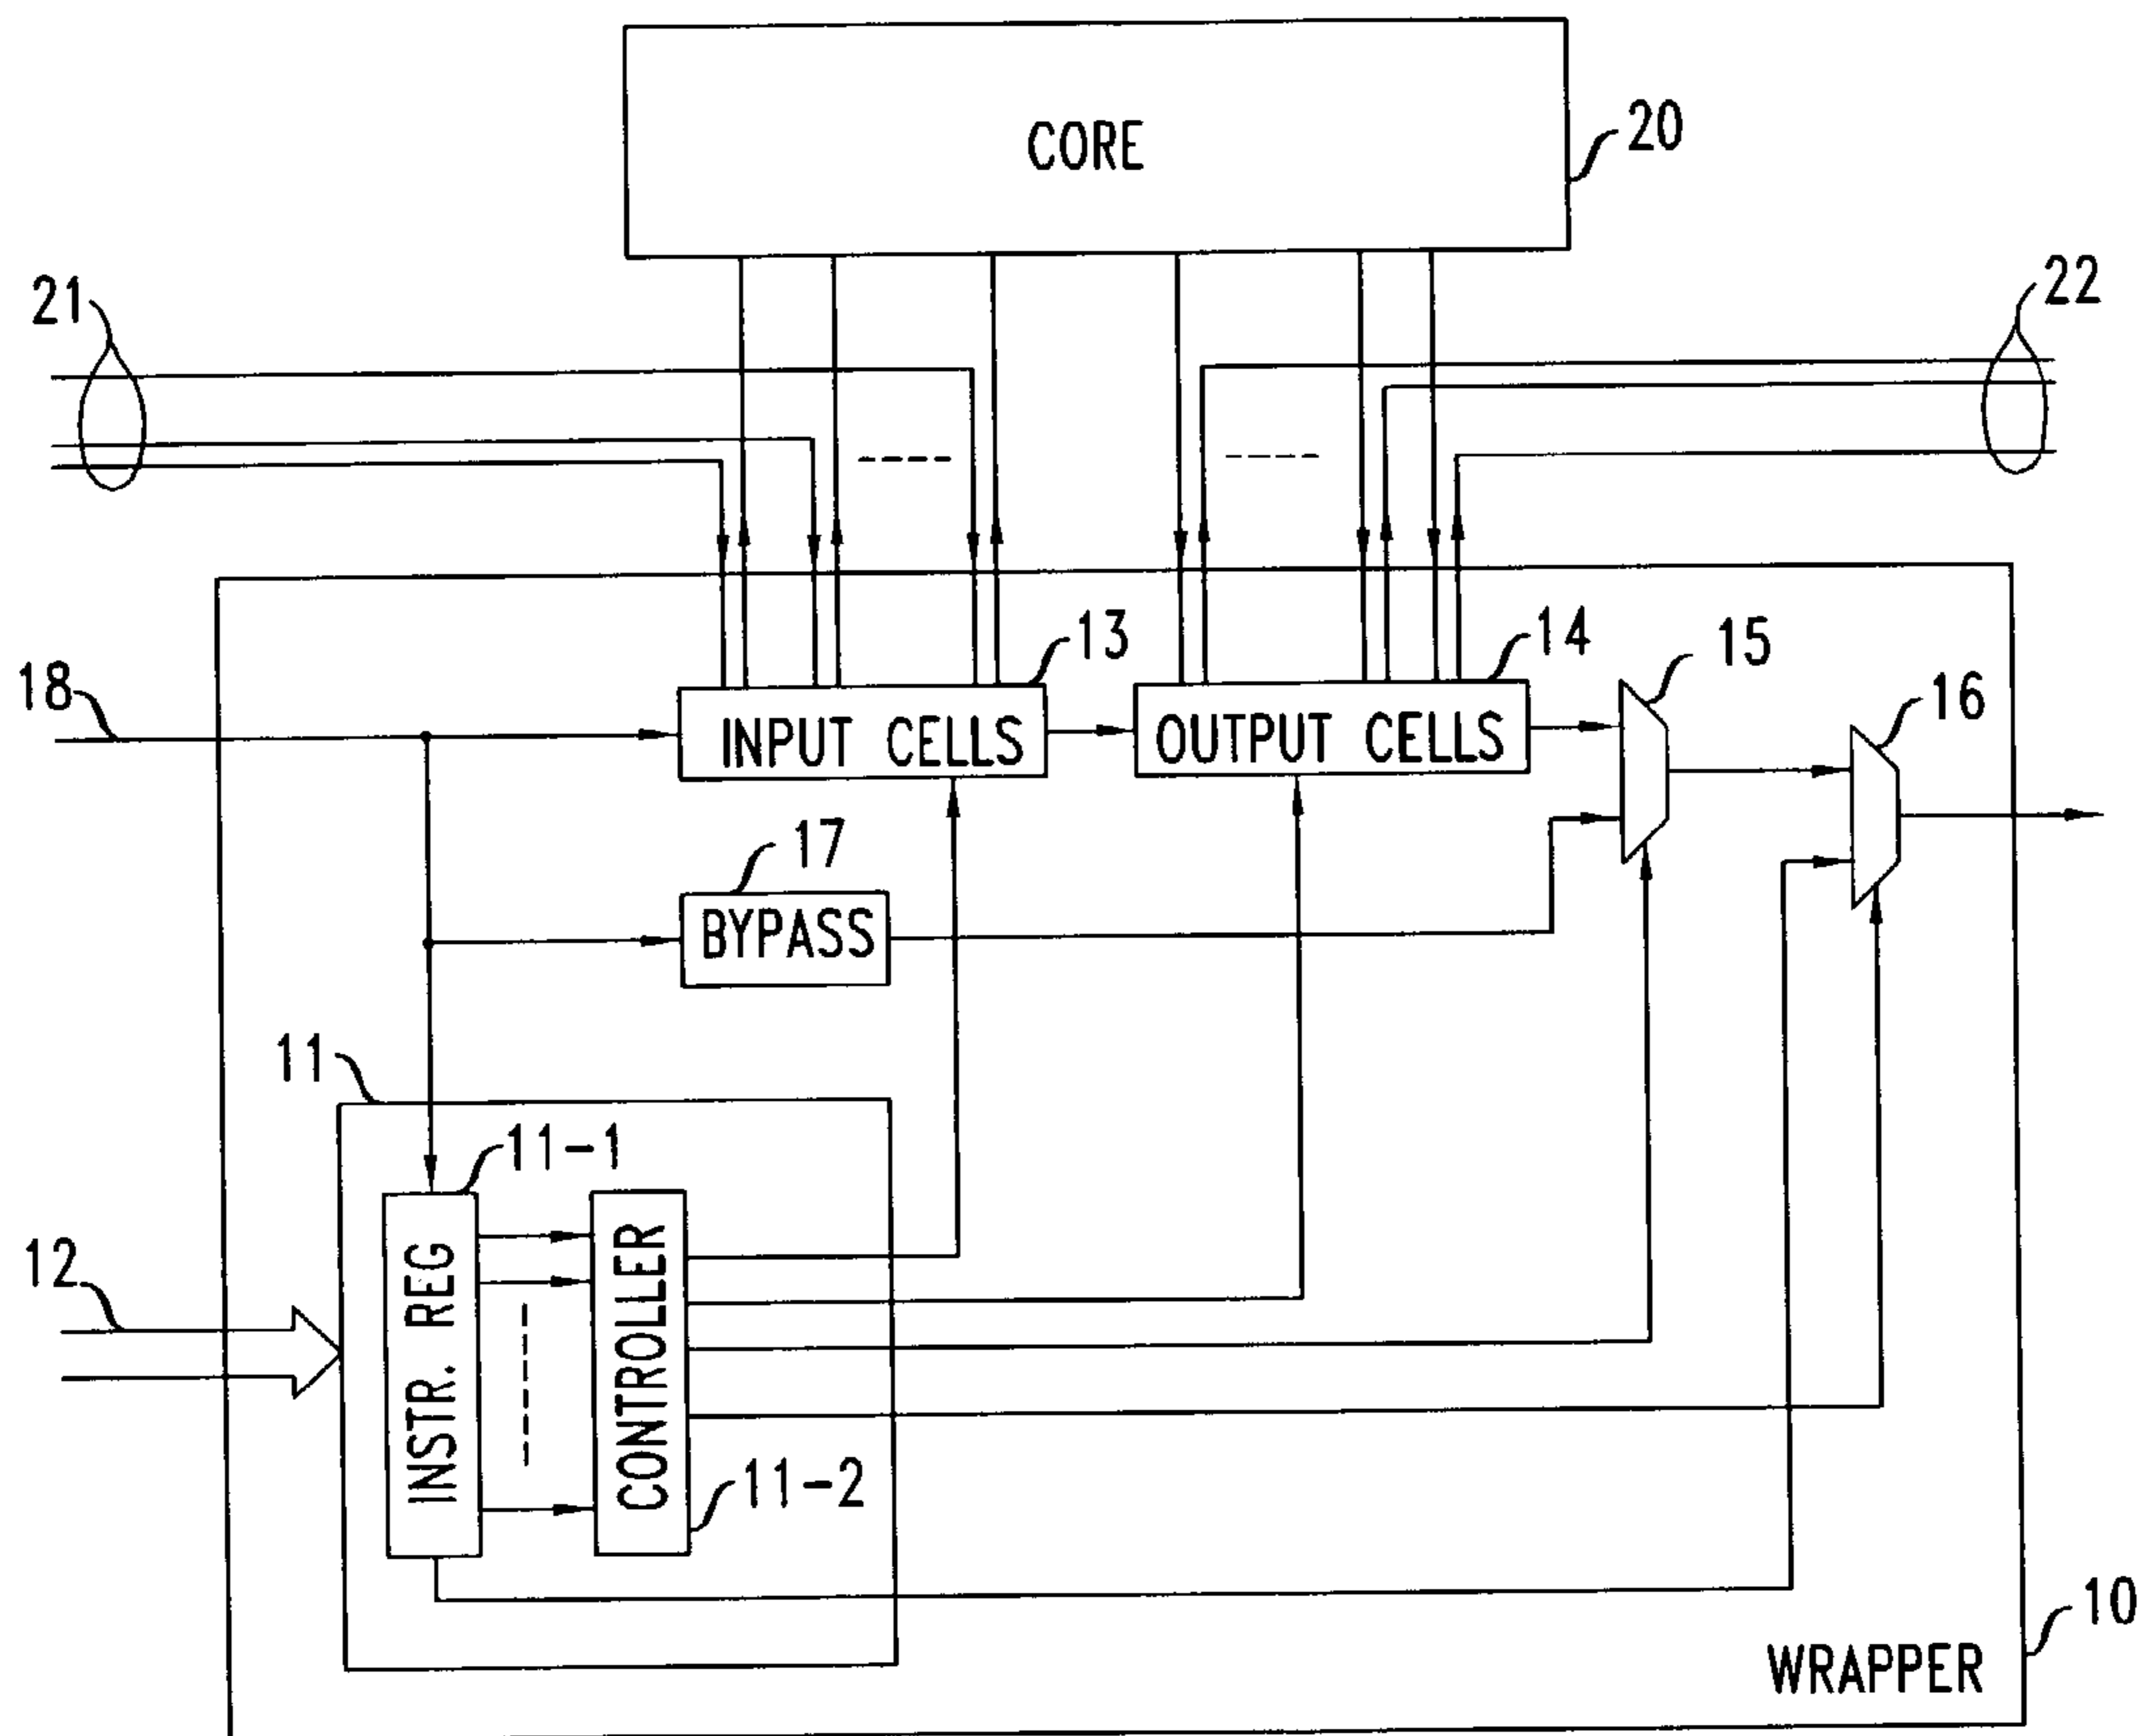 CORE
20
21
22
13
14
15
16
18
INPUT CELLS
OUTPUT CELLS
17
BYPASS
11
11-1
12
INSTR. REG
CONTROLLER
11-2
10
WRAPPER